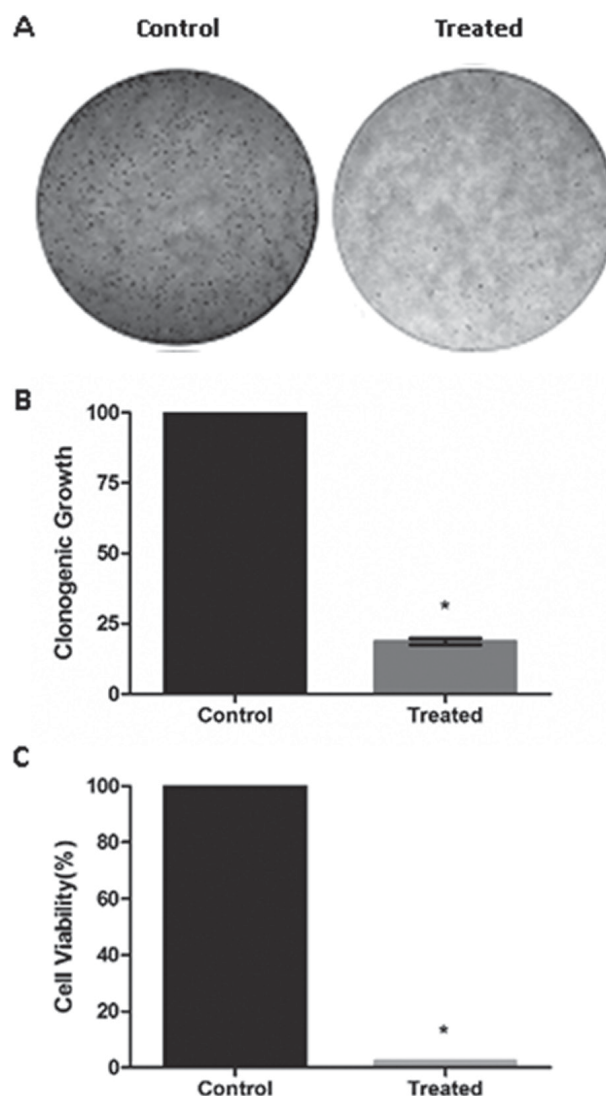 A
Control Treated
B
Clonogenic Growth
100
75
50
25
0
*
Control Treated
C
Cell Viability(%)
100
80
60
40
20
0
*
Control Treated